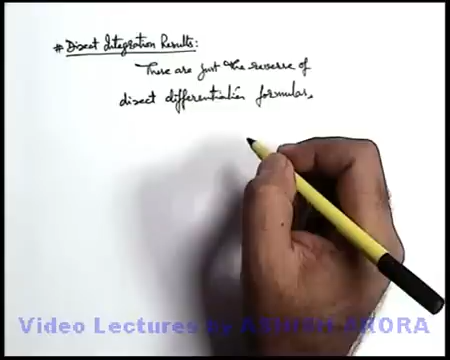 # Direct Integration Results:
These are just the reverse of
direct differentiation formulas.
Video Lectures by ASHISH ARORA